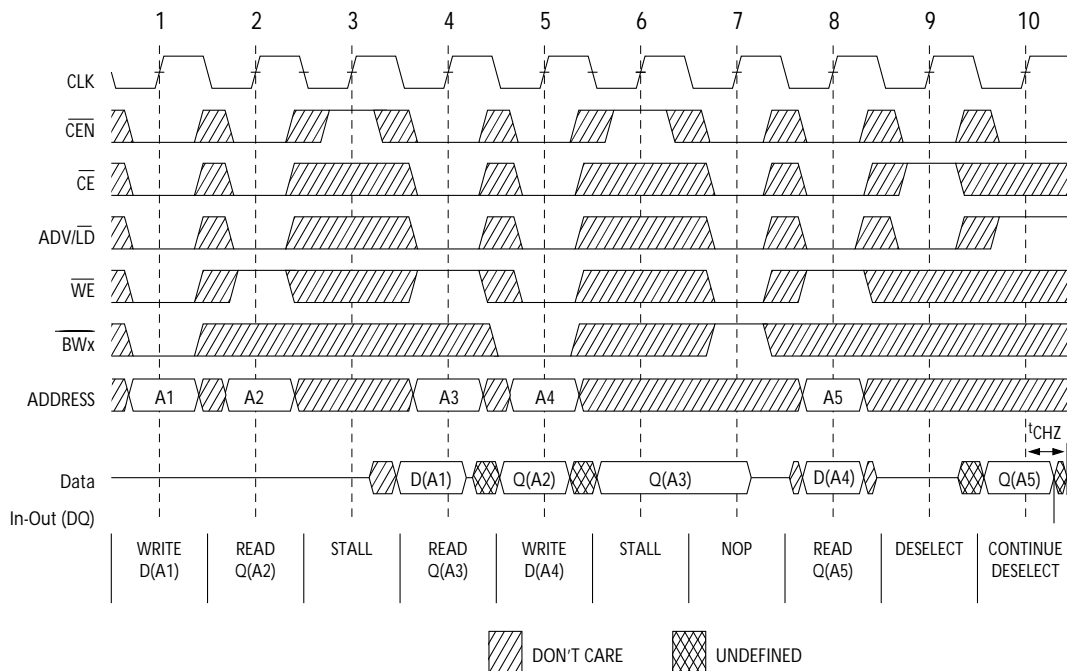 1 2 3 4 5 6 7 8 9 10
CLK
CEN
CE
ADV/LD
WE
BWx
ADDRESS A1 A2 A3 A4 A5
tCHZ
Data D(A1) Q(A2) Q(A3) D(A4) Q(A5)
In-Out (DQ)
WRITE READ STALL READ WRITE STALL NOP READ DESELECT CONTINUE
D(A1) Q(A2) Q(A3) D(A4) Q(A5) DESELECT
DON'T CARE UNDEFINED